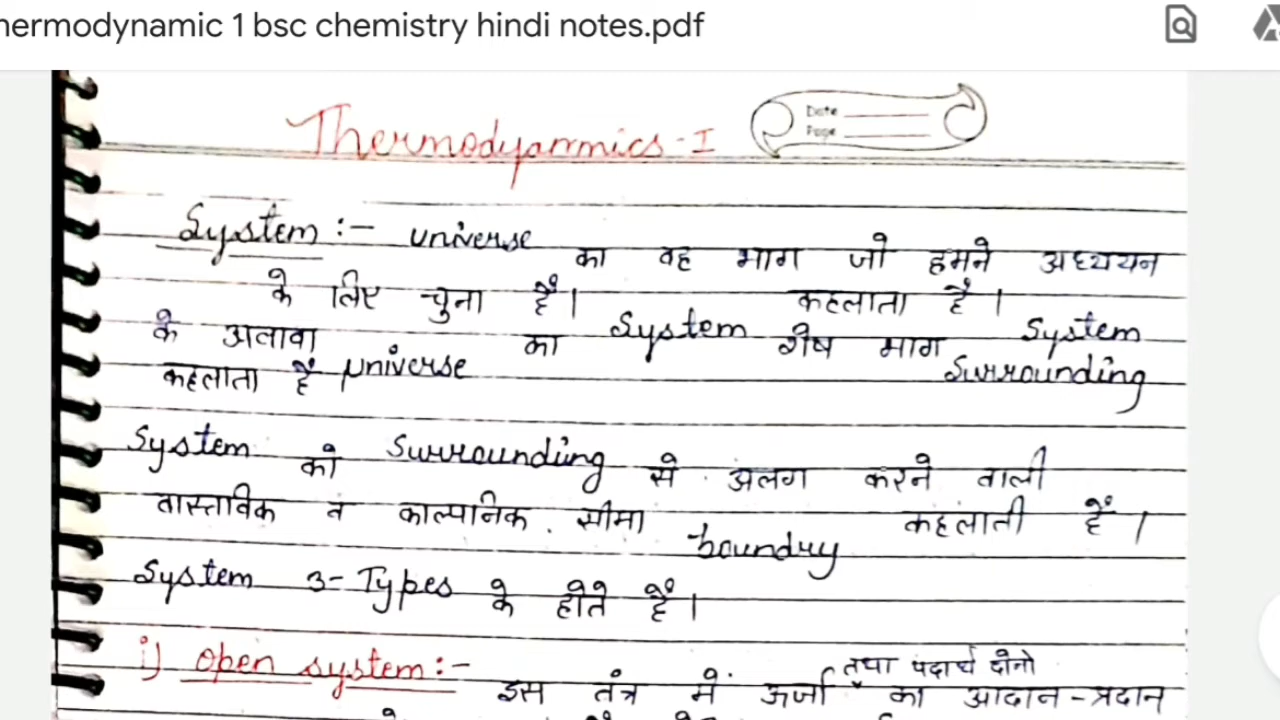 hermodynamic 1 bsc chemistry hindi notes.pdf
Date
Page
Thermodyanmics-I
System :- universe का वह भाग जो हमने अध्ययन
के लिए चुना हैं। System कहलाता है। System
के अलावा universe का शेष भाग Surrounding
कहलाता है
System को Surrounding से अलग करने वाली
वास्तविक व काल्पनिक सीमा boundry कहलाती हैं।
System 3-Types के होते हैं।
i) open system :- इस तंत्र में ऊर्जा तथा पदार्थ दोनो का आदान-प्रदान